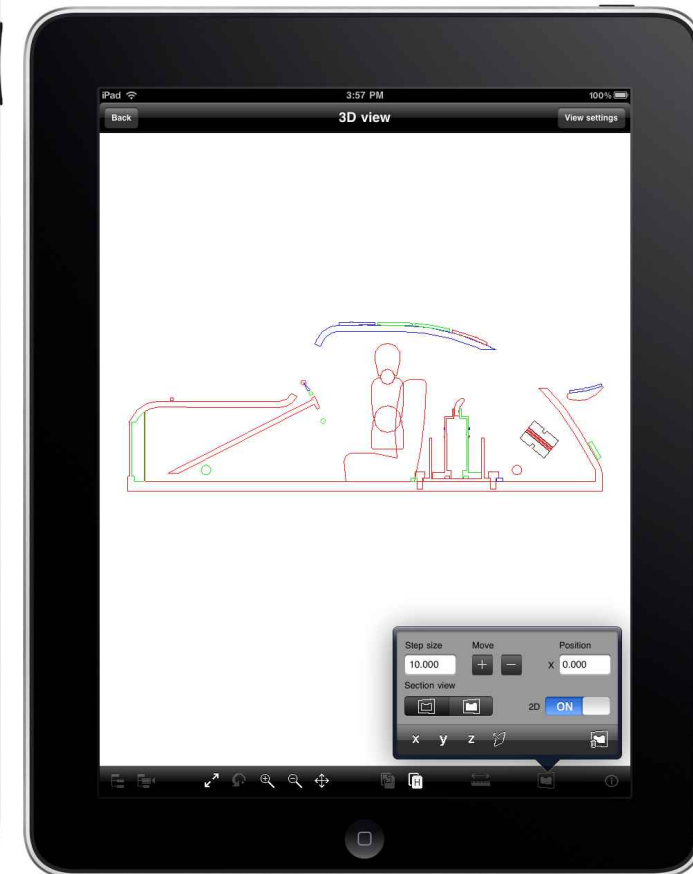 iPad 3:57 PM 100%
Back 3D view View settings
Step size Move Position
10.000 + − X 0.000
Section view
2D ON
x y z
H